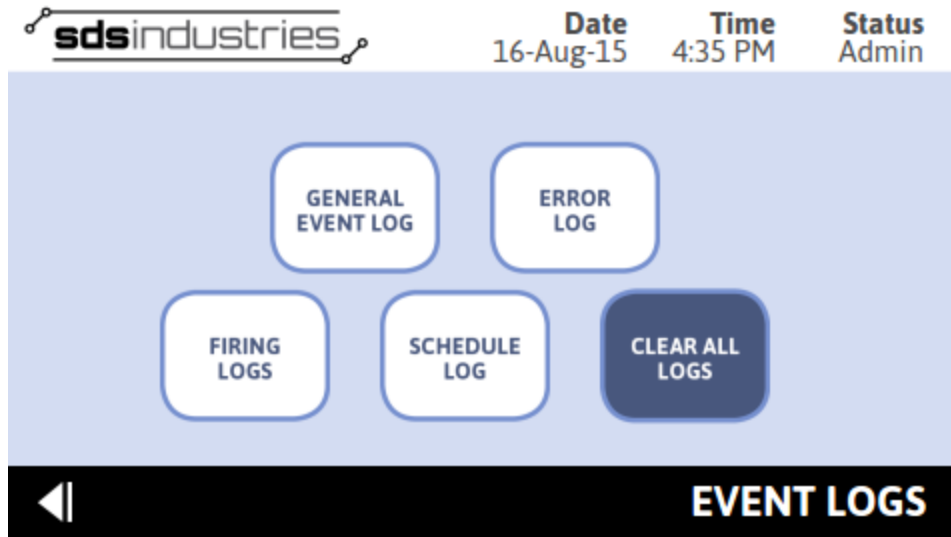 sdsindustries
Date Time Status
16-Aug-15 4:35 PM Admin
GENERAL
EVENT LOG
ERROR
LOG
FIRING
LOGS
SCHEDULE
LOG
CLEAR ALL
LOGS
EVENT LOGS